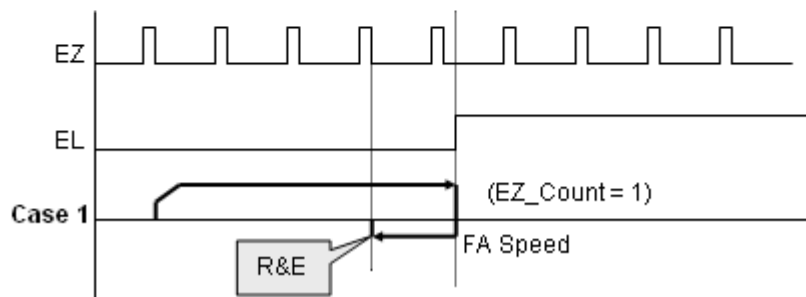 EZ
EL
(EZ_Count = 1)
Case 1
FA Speed
R&E